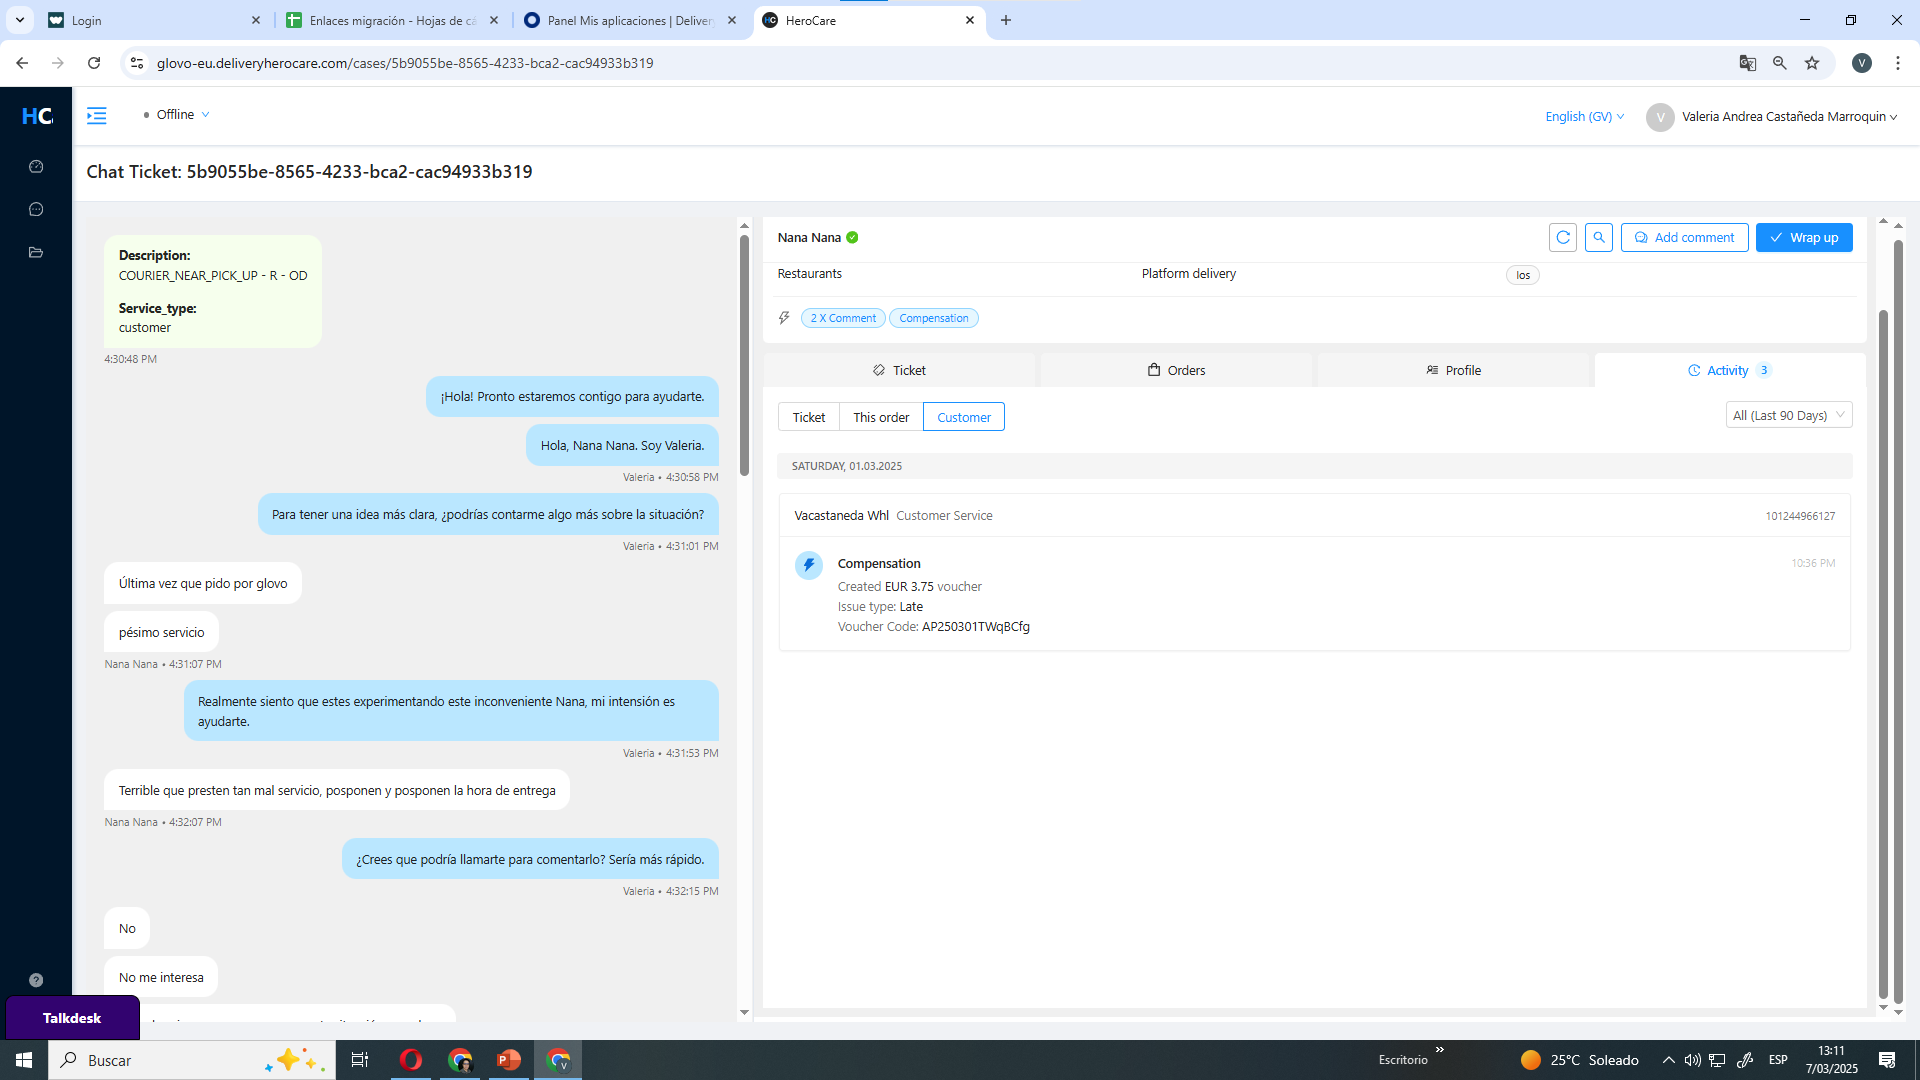 Login
Enlaces migración - Hojas de cá
Panel Mis aplicaciones | Delivery
HC HeroCare
glovo-eu.deliveryherocare.com/cases/5b9055be-8565-4233-bca2-cac94933b319
V
HC
Offline
English (GV)
V
Valeria Andrea Castañeda Marroquin
Chat Ticket: 5b9055be-8565-4233-bca2-cac94933b319
Description:
COURIER_NEAR_PICK_UP - R - OD
Service_type:
customer
4:30:48 PM
¡Hola! Pronto estaremos contigo para ayudarte.
Hola, Nana Nana. Soy Valeria.
Valeria • 4:30:58 PM
Para tener una idea más clara, ¿podrías contarme algo más sobre la situación?
Valeria • 4:31:01 PM
Última vez que pido por glovo
pésimo servicio
Nana Nana • 4:31:07 PM
Realmente siento que estes experimentando este inconveniente Nana, mi intensión es
ayudarte.
Valeria • 4:31:53 PM
Terrible que presten tan mal servicio, posponen y posponen la hora de entrega
Nana Nana • 4:32:07 PM
¿Crees que podría llamarte para comentarlo? Sería más rápido.
Valeria • 4:32:15 PM
No
No me interesa
Talkdesk
Nana Nana
Add comment
Wrap up
Restaurants
Platform delivery
Ios
2 X Comment
Compensation
Ticket
Orders
Profile
Activity 3
Ticket
This order
Customer
All (Last 90 Days)
SATURDAY, 01.03.2025
Vacastaneda Whl Customer Service
101244966127
Compensation
10:36 PM
Created EUR 3.75 voucher
Issue type: Late
Voucher Code: AP250301TWqBCfg
Buscar
Escritorio
25°C Soleado
ESP
13:11
7/03/2025